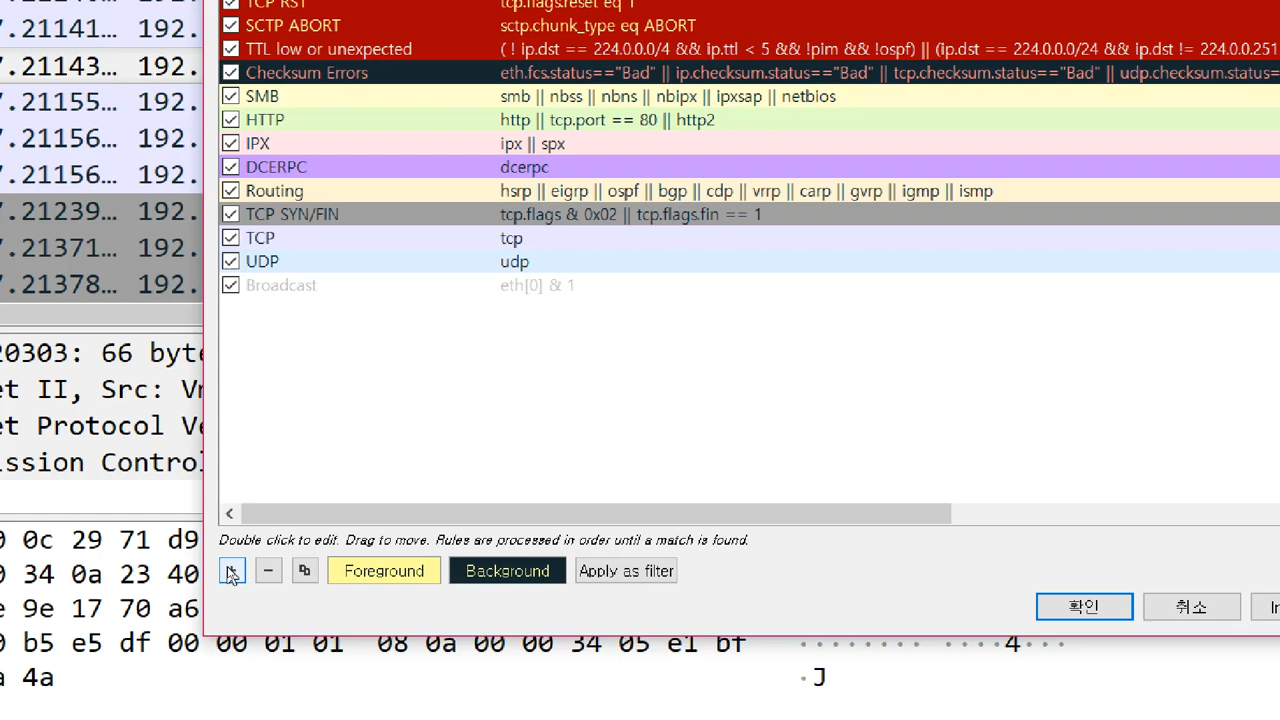 TCP RST tcp.flags.reset eq 1
.21141… 192.
SCTP ABORT sctp.chunk_type eq ABORT
TTL low or unexpected ( ! ip.dst == 224.0.0.0/4 && ip.ttl < 5 && !pim && !ospf) || (ip.dst == 224.0.0.0/24 && ip.dst != 224.0.0.251
.21143… 192.
Checksum Errors eth.fcs.status=="Bad" || ip.checksum.status=="Bad" || tcp.checksum.status=="Bad" || udp.checksum.status=
.21155… 192.
SMB smb || nbss || nbns || nbipx || ipxsap || netbios
HTTP http || tcp.port == 80 || http2
.21156… 192.
IPX ipx || spx
DCERPC dcerpc
.21156… 192.
Routing hsrp || eigrp || ospf || bgp || cdp || vrrp || carp || gvrp || igmp || ismp
.21239… 192.
TCP SYN/FIN tcp.flags & 0x02 || tcp.flags.fin == 1
TCP tcp
.21371… 192.
UDP udp
.21378… 192.
Broadcast eth[0] & 1
20303: 66 byte
et II, Src: V
et Protocol Ve
ission Control
Double click to edit. Drag to move. Rules are processed in order until a match is found.
Foreground Background Apply as filter
확인 취소 In
0 0c 29 71 d9
0 34 0a 23 40
e 9e 17 70 a6
0 b5 e5 df 00 00 01 01 08 0a 00 00 34 05 e1 bf ········ ····4···
a 4a ·J